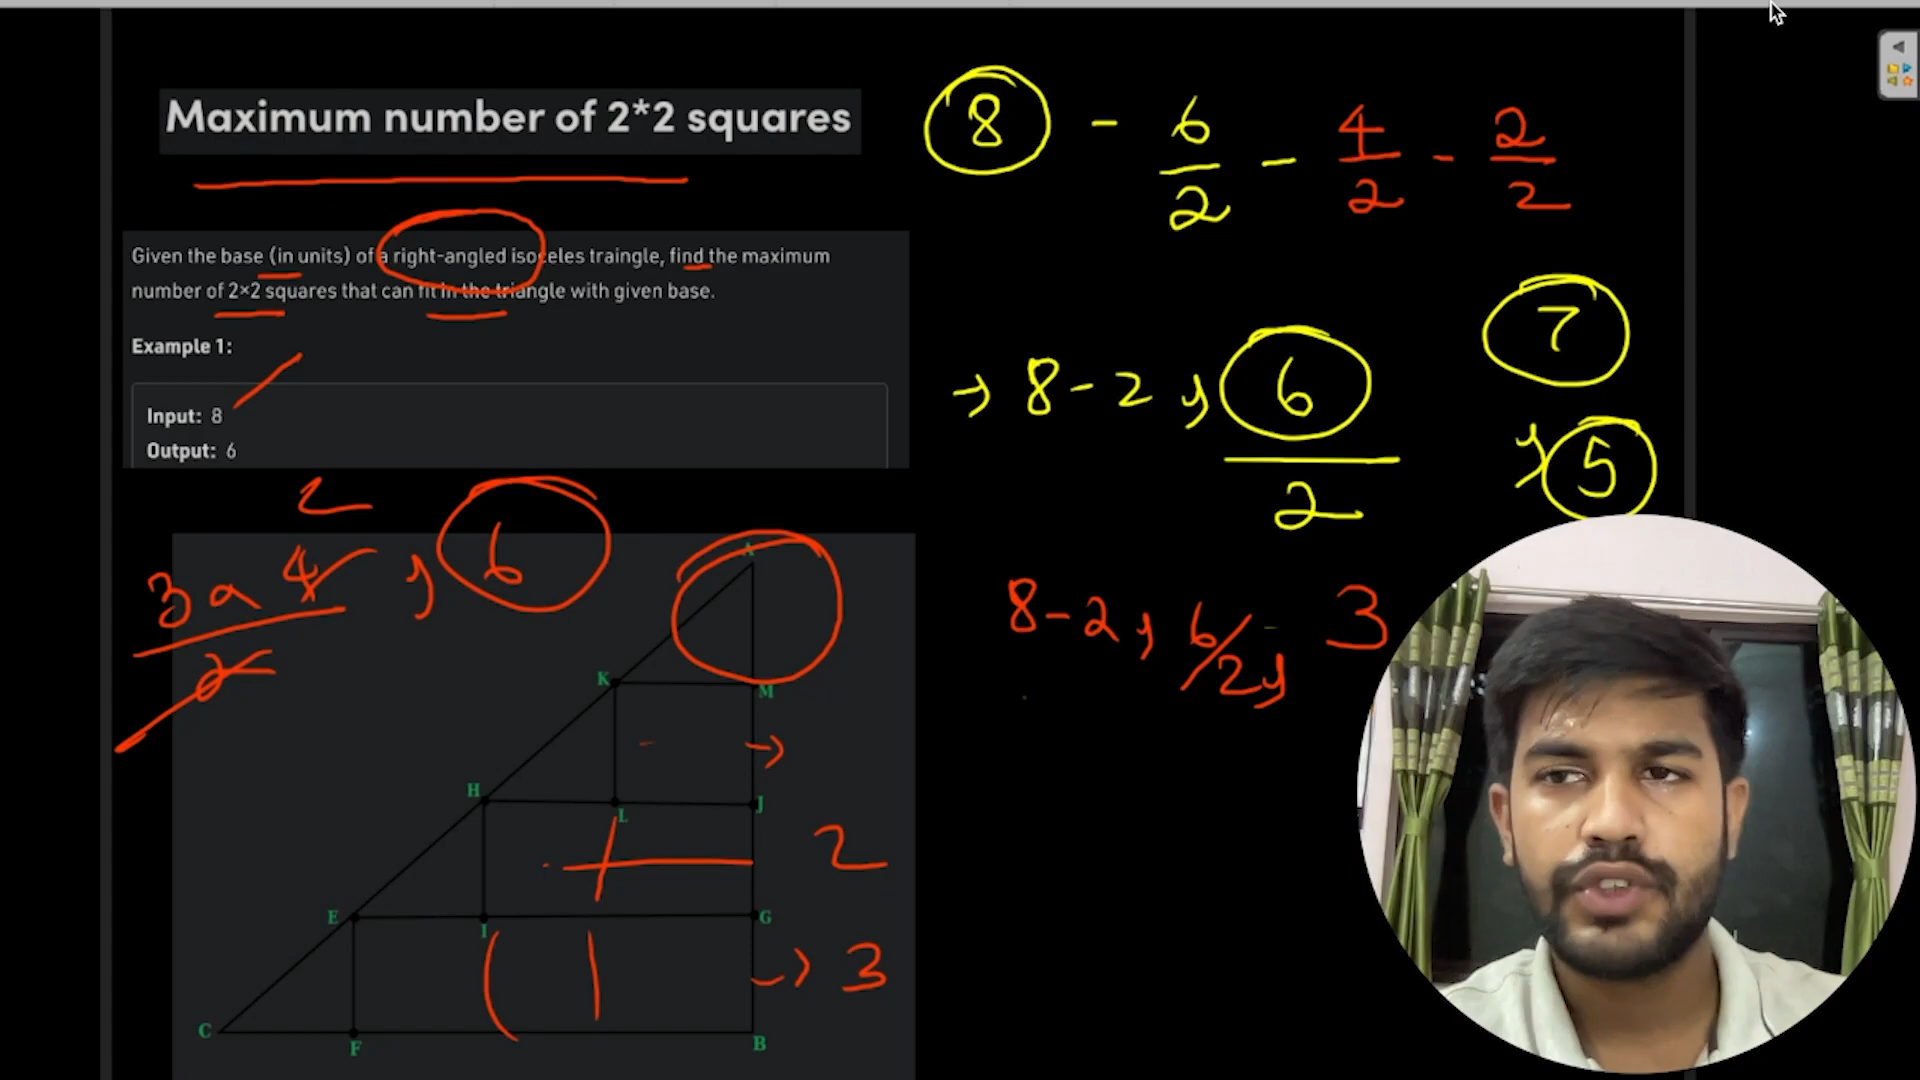 Maximum number of 2*2 squares
8 - 6/2 - 4/2 - 2/2
Given the base (in units) of a right-angled isoceles traingle, find the maximum
number of 2×2 squares that can fit in the triangle with given base.
Example 1:
Input: 8
Output: 6
→ 8-2, 6
2
7
5
2
3 4, 6
2
8-2, 6/2, 3
A
K
M
→
H
L
J
2
E
I
G
→ 3
C
F
B